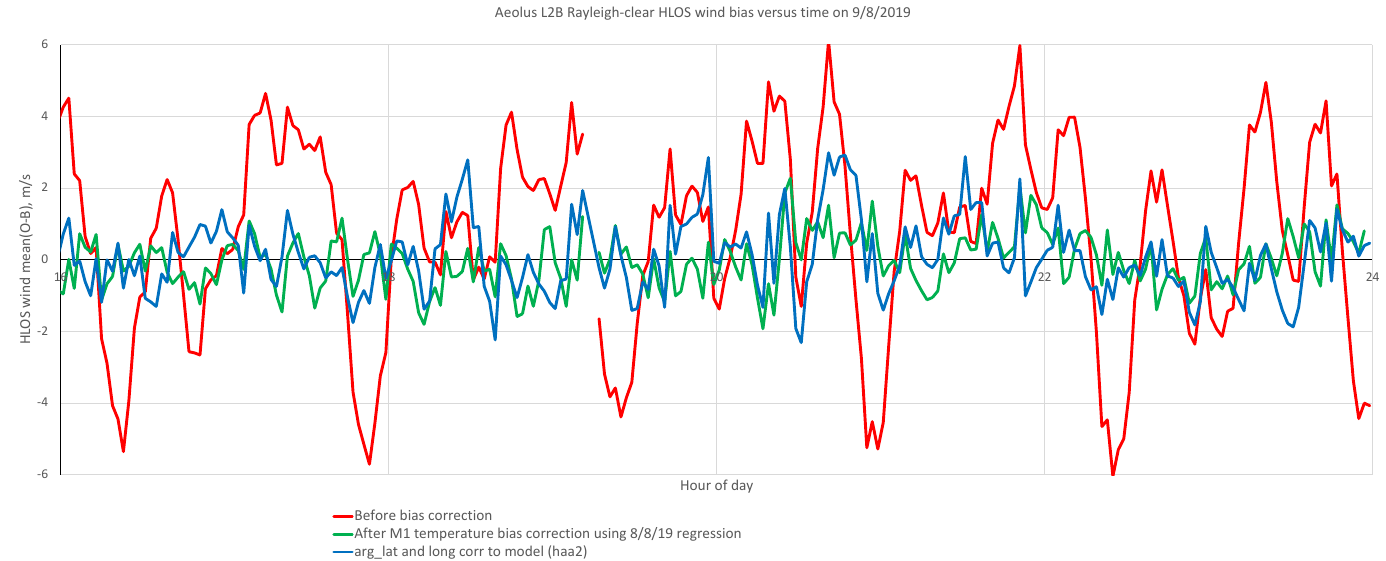 Aeolus L2B Rayleigh-clear HLOS wind bias versus time on 9/8/2019
6
4
2
0
-2
-4
-6
HLOS wind mean(O-B), m/s
16
18
20
22
24
Hour of day
Before bias correction
After M1 temperature bias correction using 8/8/19 regression
arg_lat and long corr to model (haa2)